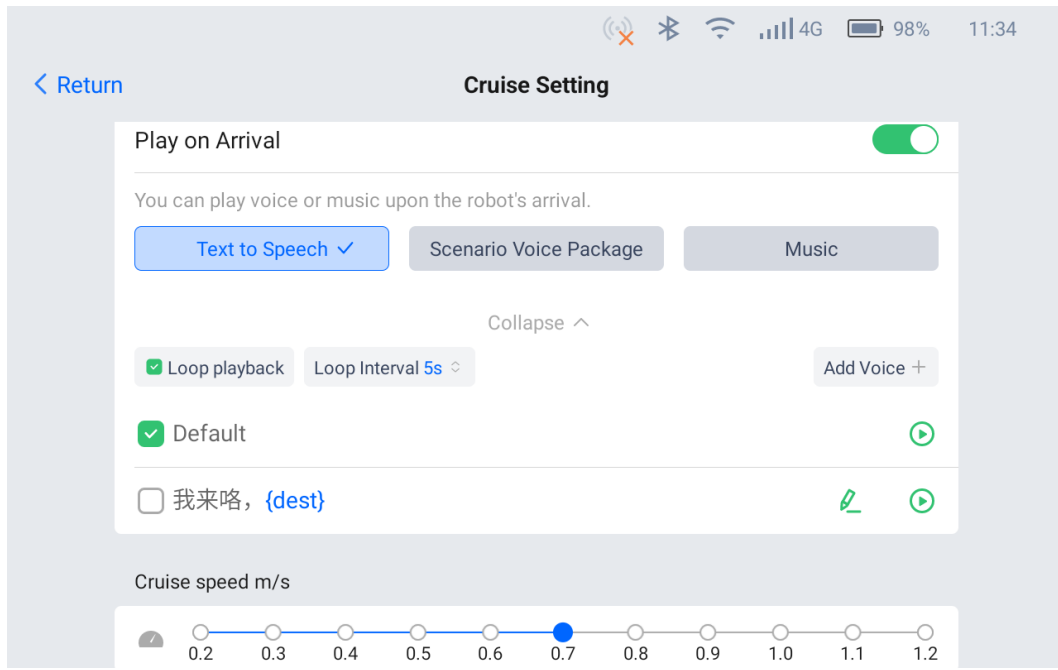 4G 98% 11:34
Return Cruise Setting
Play on Arrival
You can play voice or music upon the robot's arrival.
Text to Speech Scenario Voice Package Music
Collapse
Loop playback Loop Interval 5s Add Voice
Default
我来咯，{dest}
Cruise speed m/s
0.2 0.3 0.4 0.5 0.6 0.7 0.8 0.9 1.0 1.1 1.2